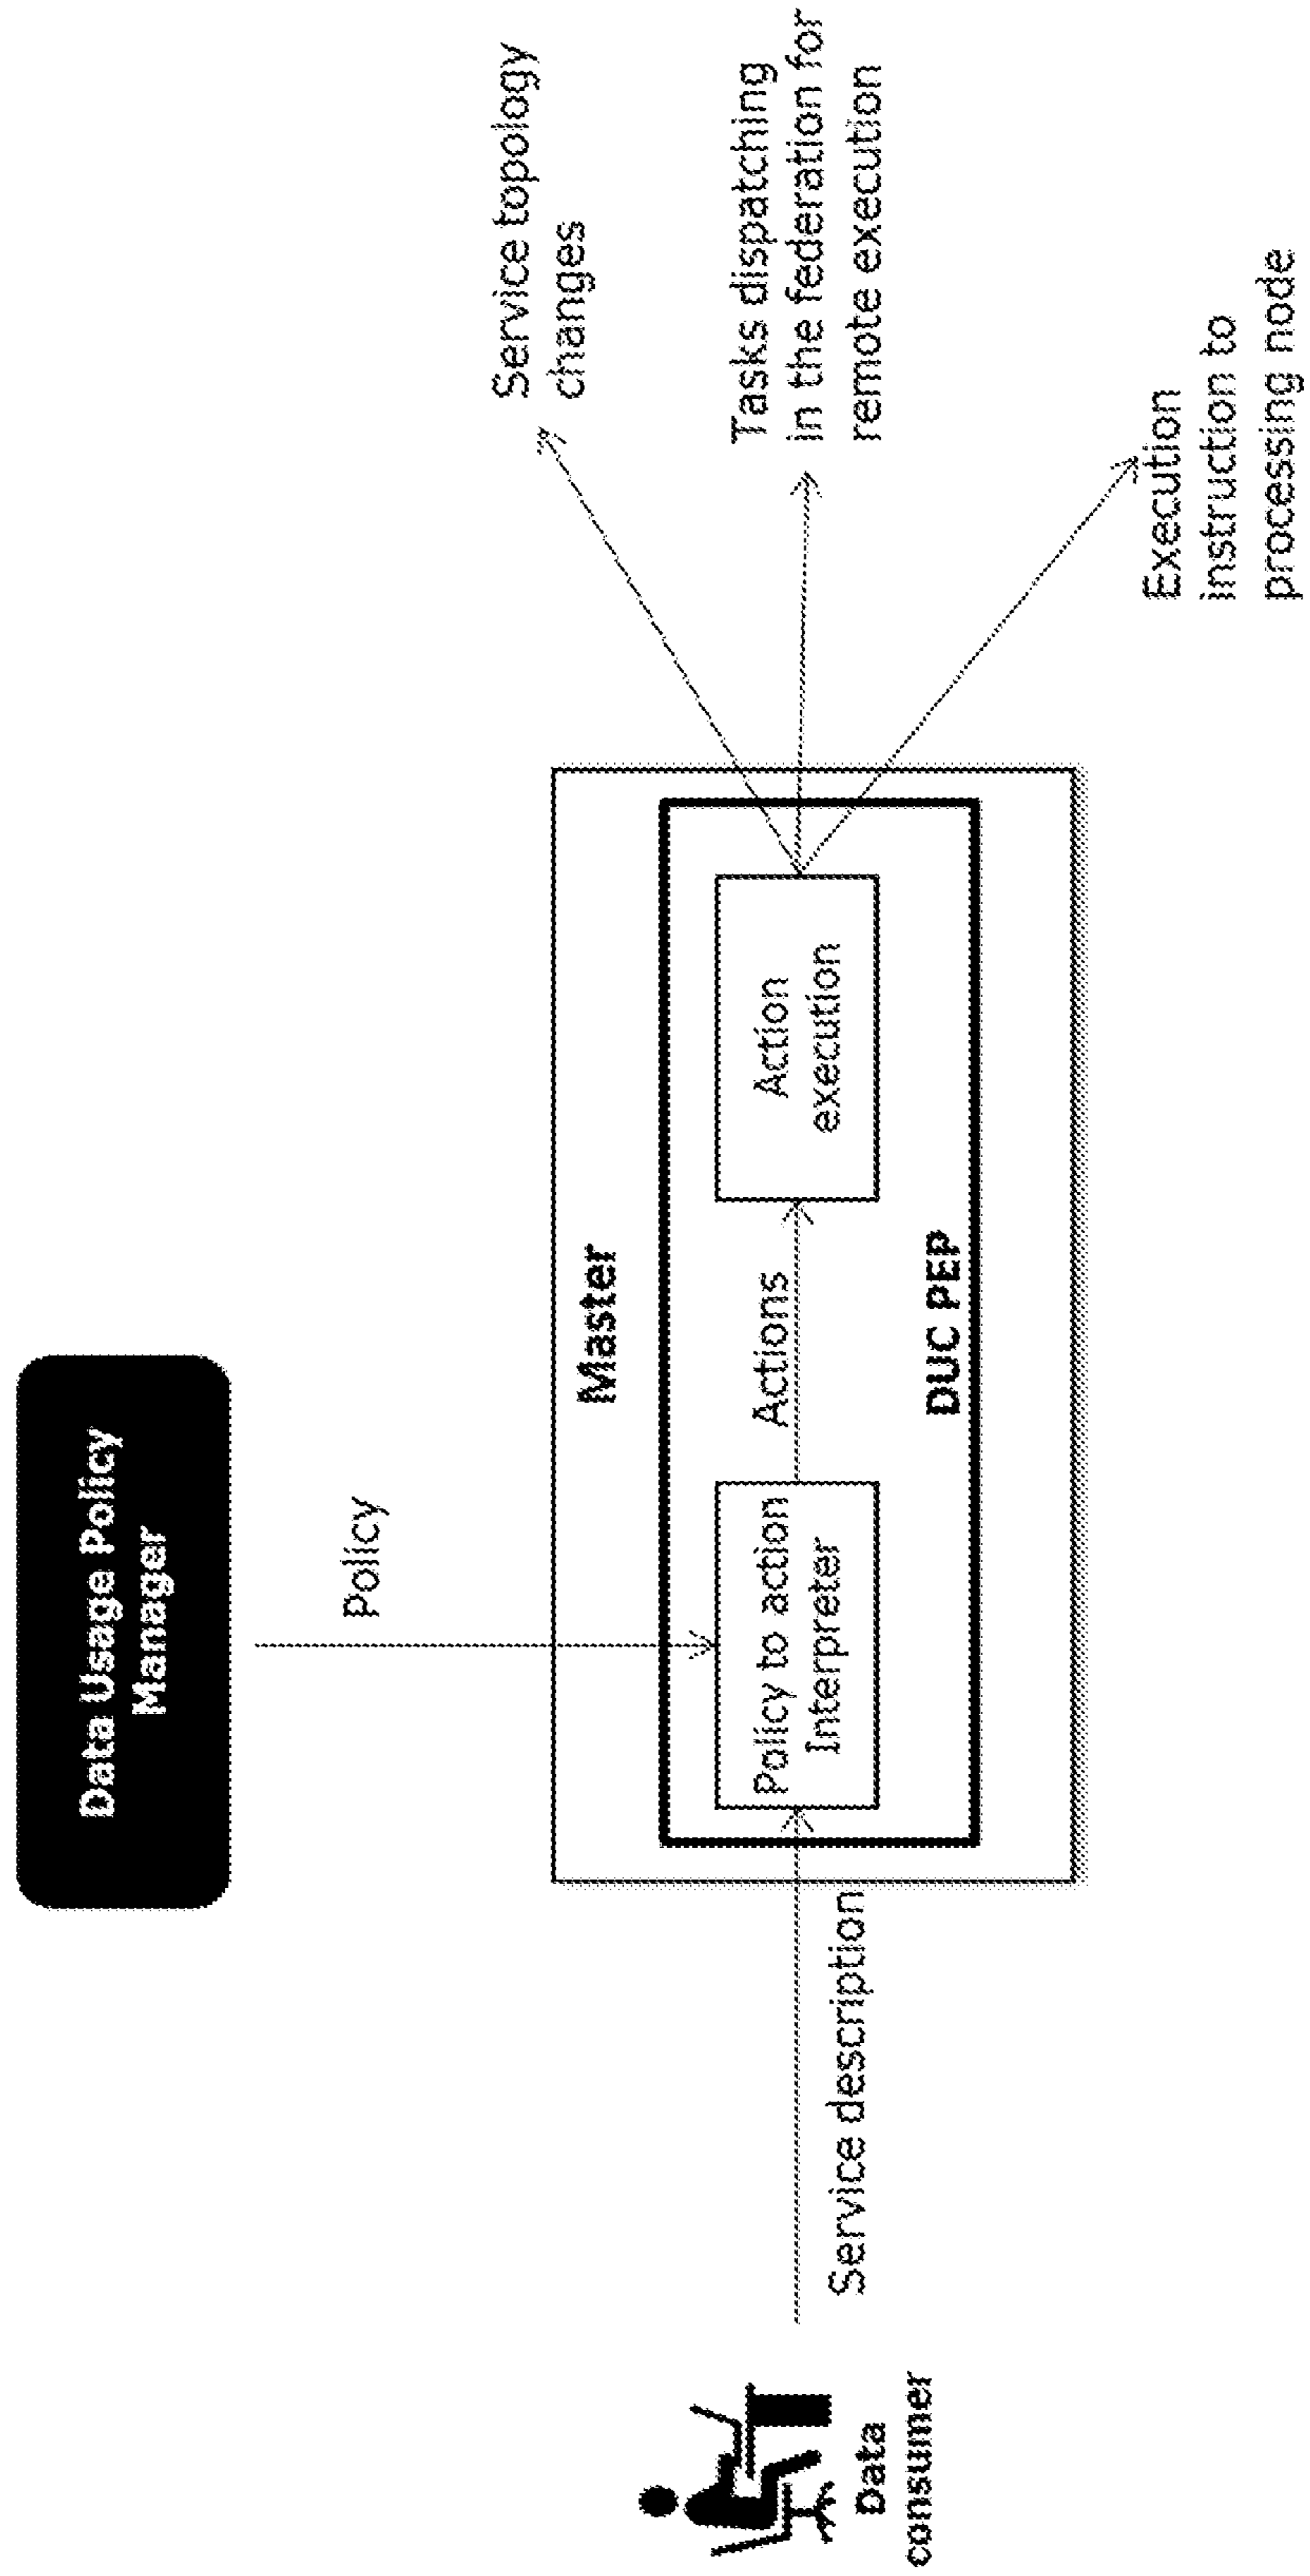 Data Usage Policy
Manager
Policy
Service topology
changes
Master
Tasks dispatching
in the federation for
remote execution
Policy to action
Interpreter
Actions
Action
execution
DUC PEP
Data
consumer
Service description
Execution
instruction to
processing node